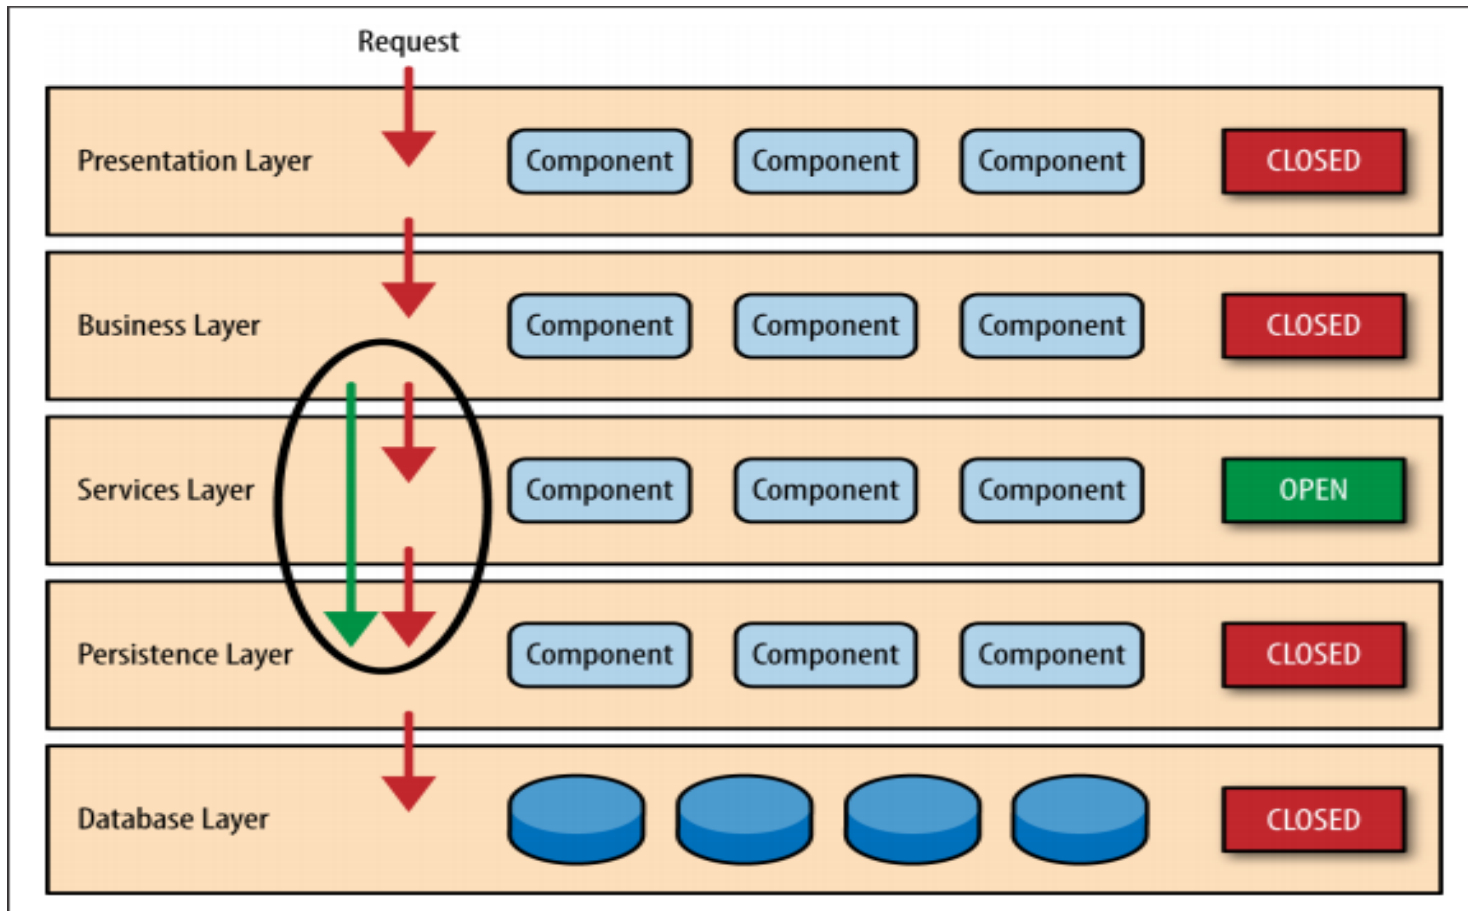 Request
Presentation Layer Component Component Component CLOSED
Business Layer Component Component Component CLOSED
Services Layer Component Component Component OPEN
Persistence Layer Component Component Component CLOSED
Database Layer CLOSED